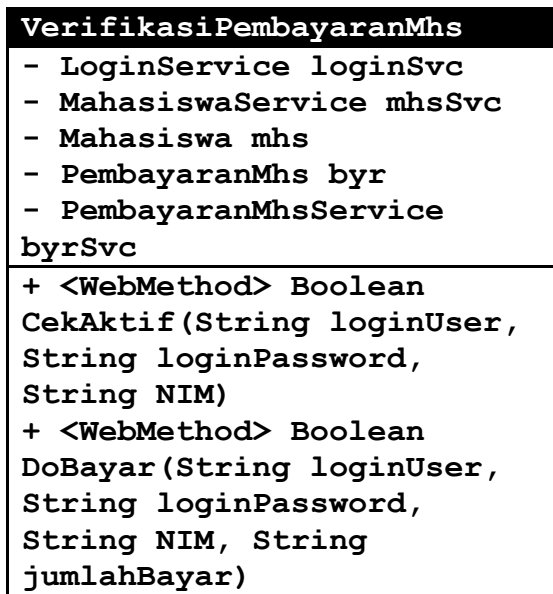 VerifikasiPembayaranMhs
- LoginService loginSvc
- MahasiswaService mhsSvc
- Mahasiswa mhs
- PembayaranMhs byr
- PembayaranMhsService
byrSvc
+ <WebMethod> Boolean
CekAktif(String loginUser,
String loginPassword,
String NIM)
+ <WebMethod> Boolean
DoBayar(String loginUser,
String loginPassword,
String NIM, String
jumlahBayar)